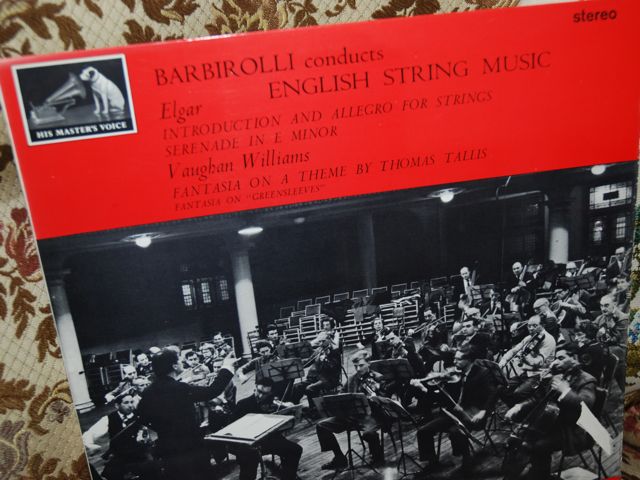 stereo
HIS MASTER'S VOICE
BARBIROLLI conducts
ENGLISH STRING MUSIC
Elgar
INTRODUCTION AND ALLEGRO FOR STRINGS
SERENADE IN E MINOR
Vaughan Williams
FANTASIA ON A THEME BY THOMAS TALLIS
FANTASIA ON "GREENSLEEVES"